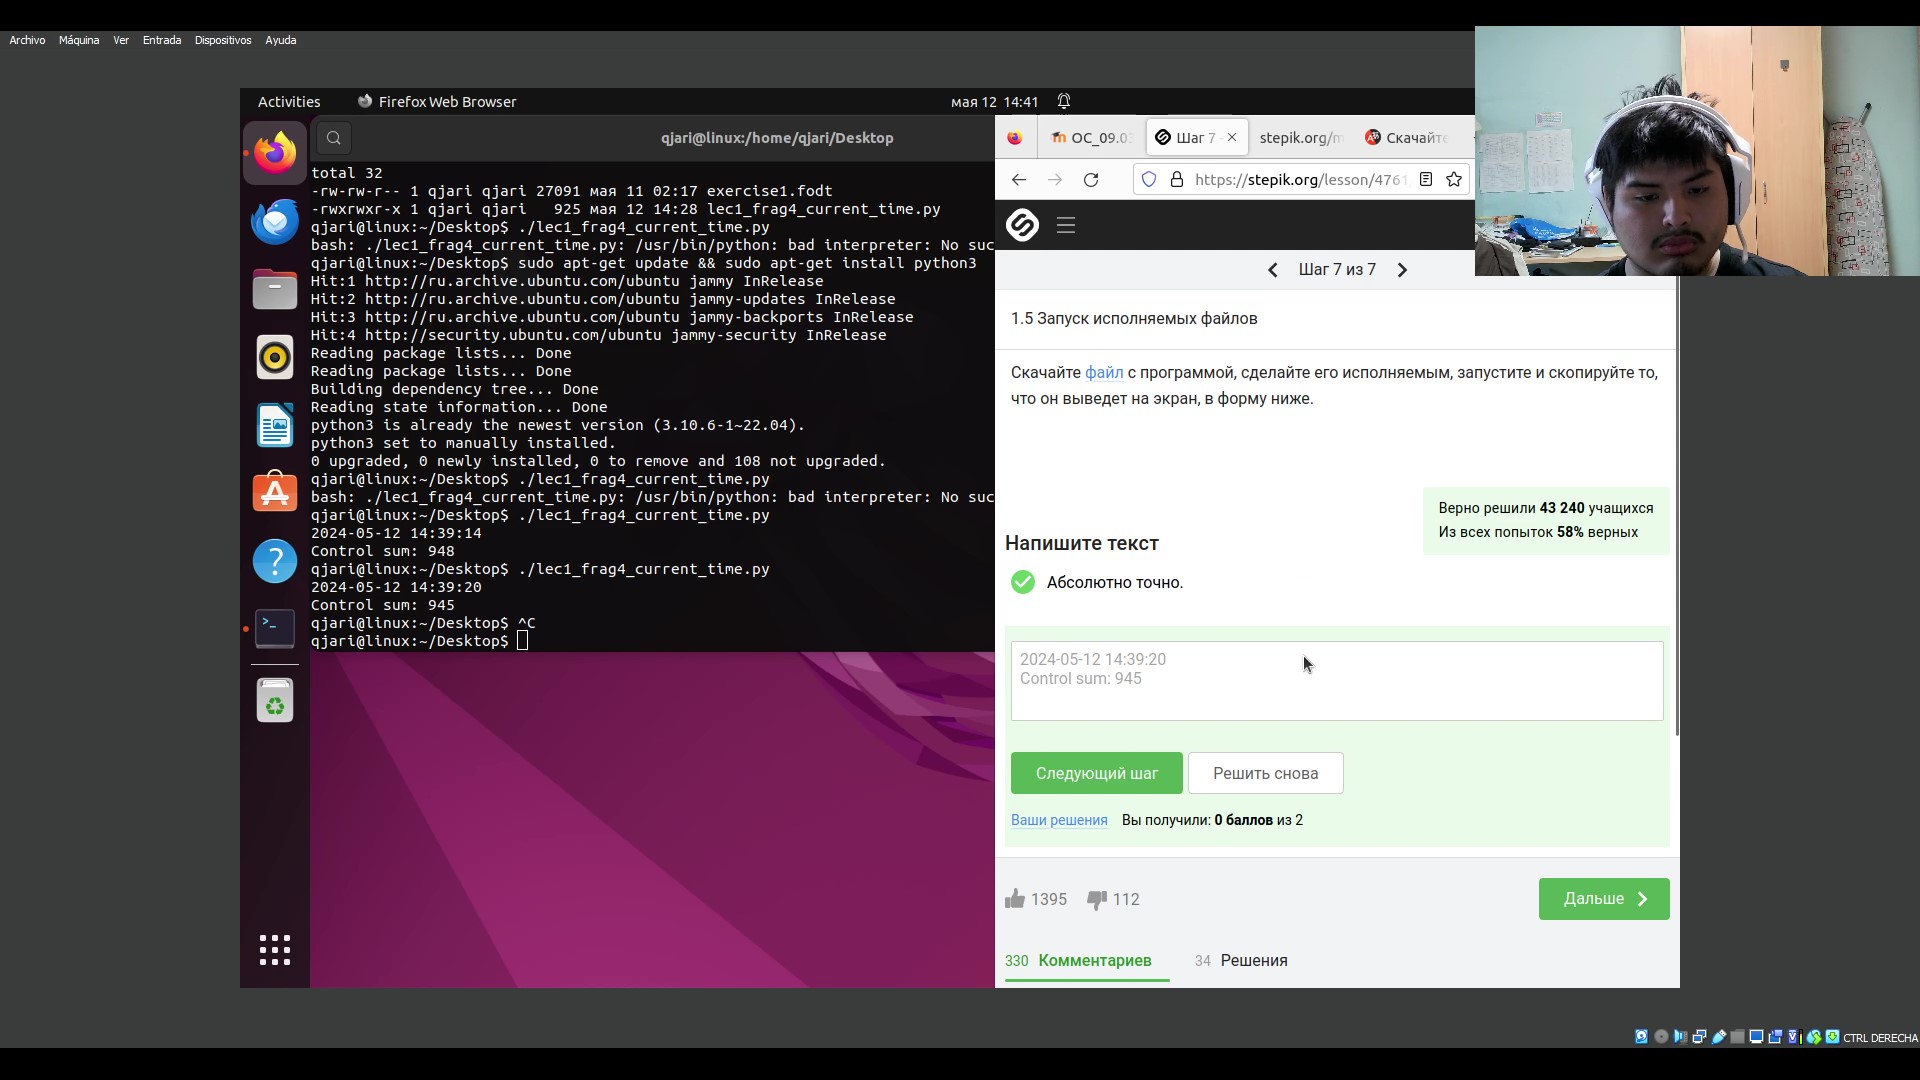 Archivo Máquina Ver Entrada Dispositivos Ayuda
Activities Firefox Web Browser мая 12 14:41
qjari@linux:/home/qjari/Desktop
total 32
-rw-rw-r-- 1 qjari qjari 27091 мая 11 02:17 exercise1.fodt
-rwxrwxr-x 1 qjari qjari   925 мая 12 14:28 lec1_frag4_current_time.py
qjari@linux:~/Desktop$ ./lec1_frag4_current_time.py
bash: ./lec1_frag4_current_time.py: /usr/bin/python: bad interpreter: No suc
qjari@linux:~/Desktop$ sudo apt-get update && sudo apt-get install python3
Hit:1 http://ru.archive.ubuntu.com/ubuntu jammy InRelease
Hit:2 http://ru.archive.ubuntu.com/ubuntu jammy-updates InRelease
Hit:3 http://ru.archive.ubuntu.com/ubuntu jammy-backports InRelease
Hit:4 http://security.ubuntu.com/ubuntu jammy-security InRelease
Reading package lists... Done
Reading package lists... Done
Building dependency tree... Done
Reading state information... Done
python3 is already the newest version (3.10.6-1~22.04).
python3 set to manually installed.
0 upgraded, 0 newly installed, 0 to remove and 108 not upgraded.
qjari@linux:~/Desktop$ ./lec1_frag4_current_time.py
bash: ./lec1_frag4_current_time.py: /usr/bin/python: bad interpreter: No suc
qjari@linux:~/Desktop$ ./lec1_frag4_current_time.py
2024-05-12 14:39:14
Control sum: 948
qjari@linux:~/Desktop$ ./lec1_frag4_current_time.py
2024-05-12 14:39:20
Control sum: 945
qjari@linux:~/Desktop$ ^C
qjari@linux:~/Desktop$
ОС_09.0 Шаг 7 stepik.org/m Скачайте
https://stepik.org/lesson/4761
Шаг 7 из 7
1.5 Запуск исполняемых файлов
Скачайте файл с программой, сделайте его исполняемым, запустите и скопируйте то,
что он выведет на экран, в форму ниже.
Верно решили 43 240 учащихся
Из всех попыток 58% верных
Напишите текст
Абсолютно точно.
2024-05-12 14:39:20
Control sum: 945
Следующий шаг Решить снова
Ваши решения Вы получили: 0 баллов из 2
1395 112 Дальше
330 Комментариев 34 Решения
CTRL DERECHA